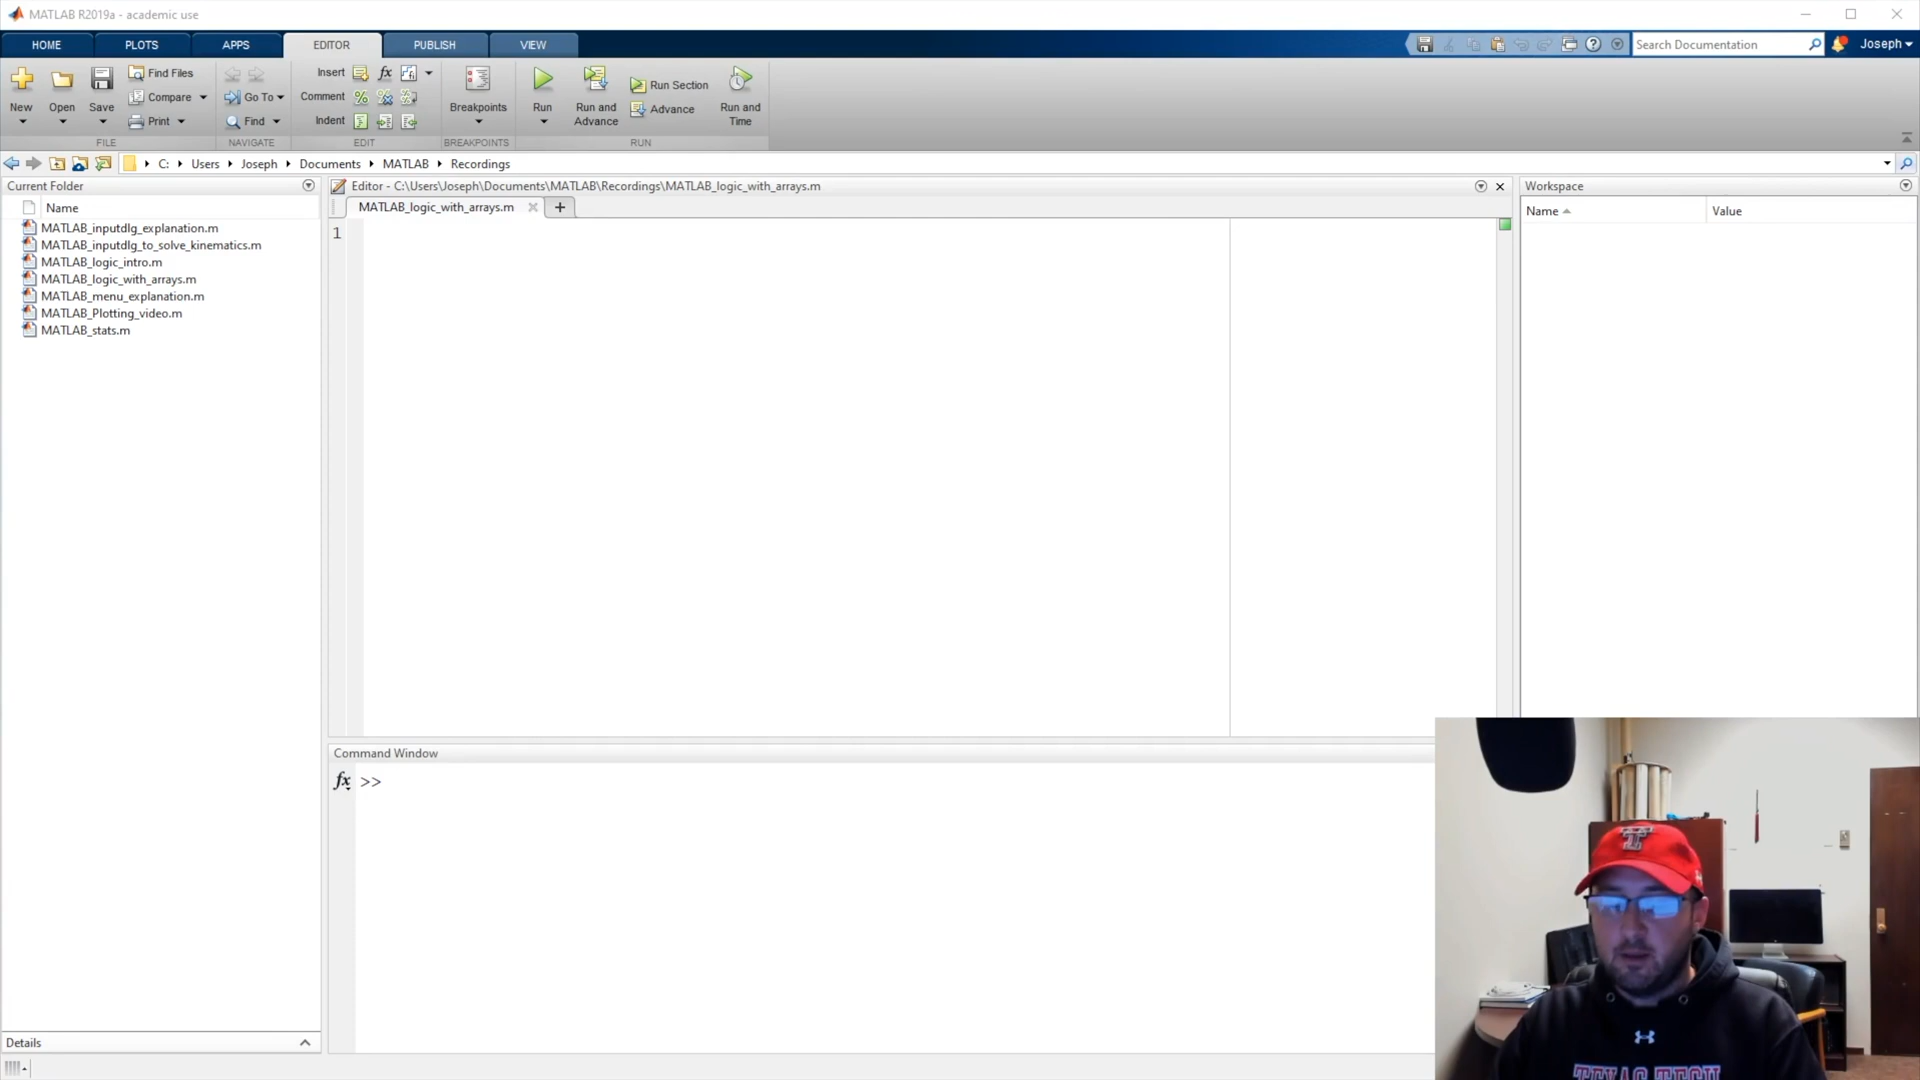 MATLAB R2019a - academic use
HOME PLOTS APPS EDITOR PUBLISH VIEW
Search Documentation Joseph
New Open Save
Find Files
Compare
Print
FILE
Go To
Find
NAVIGATE
Insert fx
Comment
Indent
EDIT
Breakpoints
BREAKPOINTS
Run
Run and Advance
Run Section
Advance
Run and Time
RUN
C: Users Joseph Documents MATLAB Recordings
Current Folder
Name
MATLAB_inputdlg_explanation.m
MATLAB_inputdlg_to_solve_kinematics.m
MATLAB_logic_intro.m
MATLAB_logic_with_arrays.m
MATLAB_menu_explanation.m
MATLAB_Plotting_video.m
MATLAB_stats.m
Details
Editor - C:\Users\Joseph\Documents\MATLAB\Recordings\MATLAB_logic_with_arrays.m
MATLAB_logic_with_arrays.m
1
Command Window
fx >>
Workspace
Name Value
TEXAS TECH